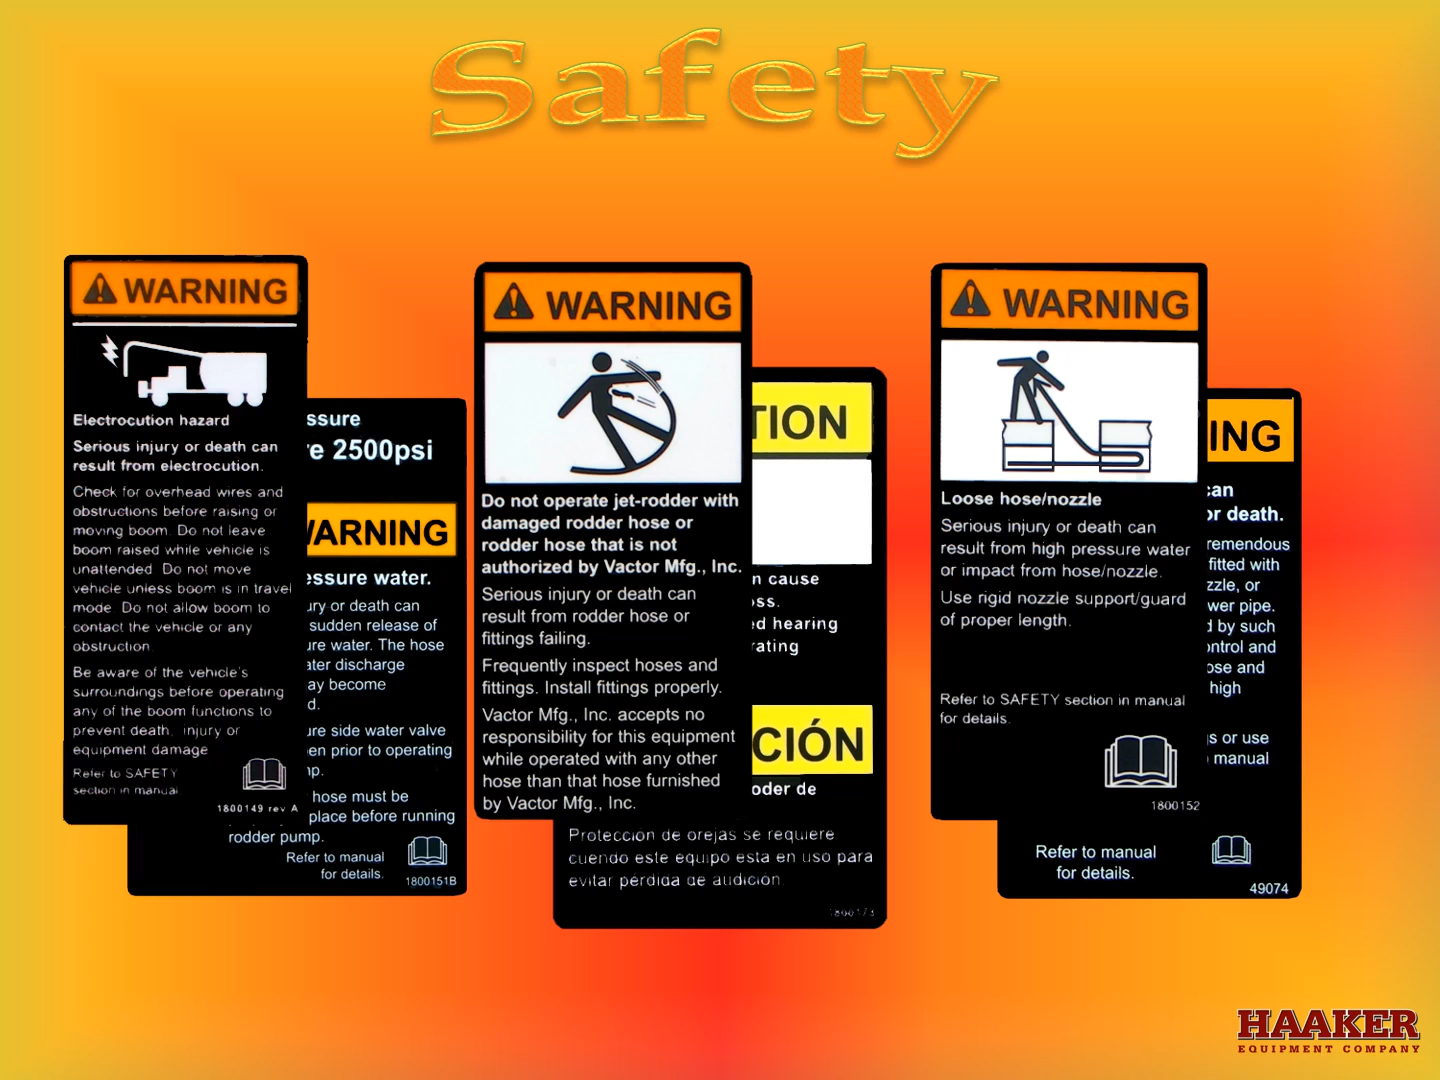 Safety
WARNING
Electrocution hazard
Serious injury or death can
result from electrocution.
Check for overhead wires and
obstructions before raising or
moving boom. Do not leave
boom raised while vehicle is
unattended. Do not move
vehicle unless boom is in travel
mode. Do not allow boom to
contact the vehicle or any
obstruction.
Be aware of the vehicle's
surroundings before operating
any of the boom functions to
prevent death, injury or
equipment damage
Refer to SAFETY
section in manual
1800149 rev A
ssure
e 2500psi
WARNING
essure water.
ury or death can
sudden release of
ure water. The hose
ater discharge
ay become
d.
ure side water valve
en prior to operating
np.
hose must be
place before running
rodder pump.
Refer to manual
for details.
1800151B
WARNING
Do not operate jet-rodder with
damaged rodder hose or
rodder hose that is not
authorized by Vactor Mfg., Inc.
Serious injury or death can
result from rodder hose or
fittings failing.
Frequently inspect hoses and
fittings. Install fittings properly.
Vactor Mfg., Inc. accepts no
responsibility for this equipment
while operated with any other
hose than that hose furnished
by Vactor Mfg., Inc.
TION
n cause
oss.
ed hearing
rating
CIÓN
oder de
Protección de orejas se requiere
cuendo este equipo esta en uso para
evitar pérdida de audición.
1800173
WARNING
Loose hose/nozzle
Serious injury or death can
result from high pressure water
or impact from hose/nozzle.
Use rigid nozzle support/guard
of proper length.
Refer to SAFETY section in manual
for details.
1800152
ING
can
or death.
remendous
fitted with
zzle, or
wer pipe.
d by such
ontrol and
ose and
high
gs or use
manual
Refer to manual
for details.
49074
HAAKER
EQUIPMENT COMPANY